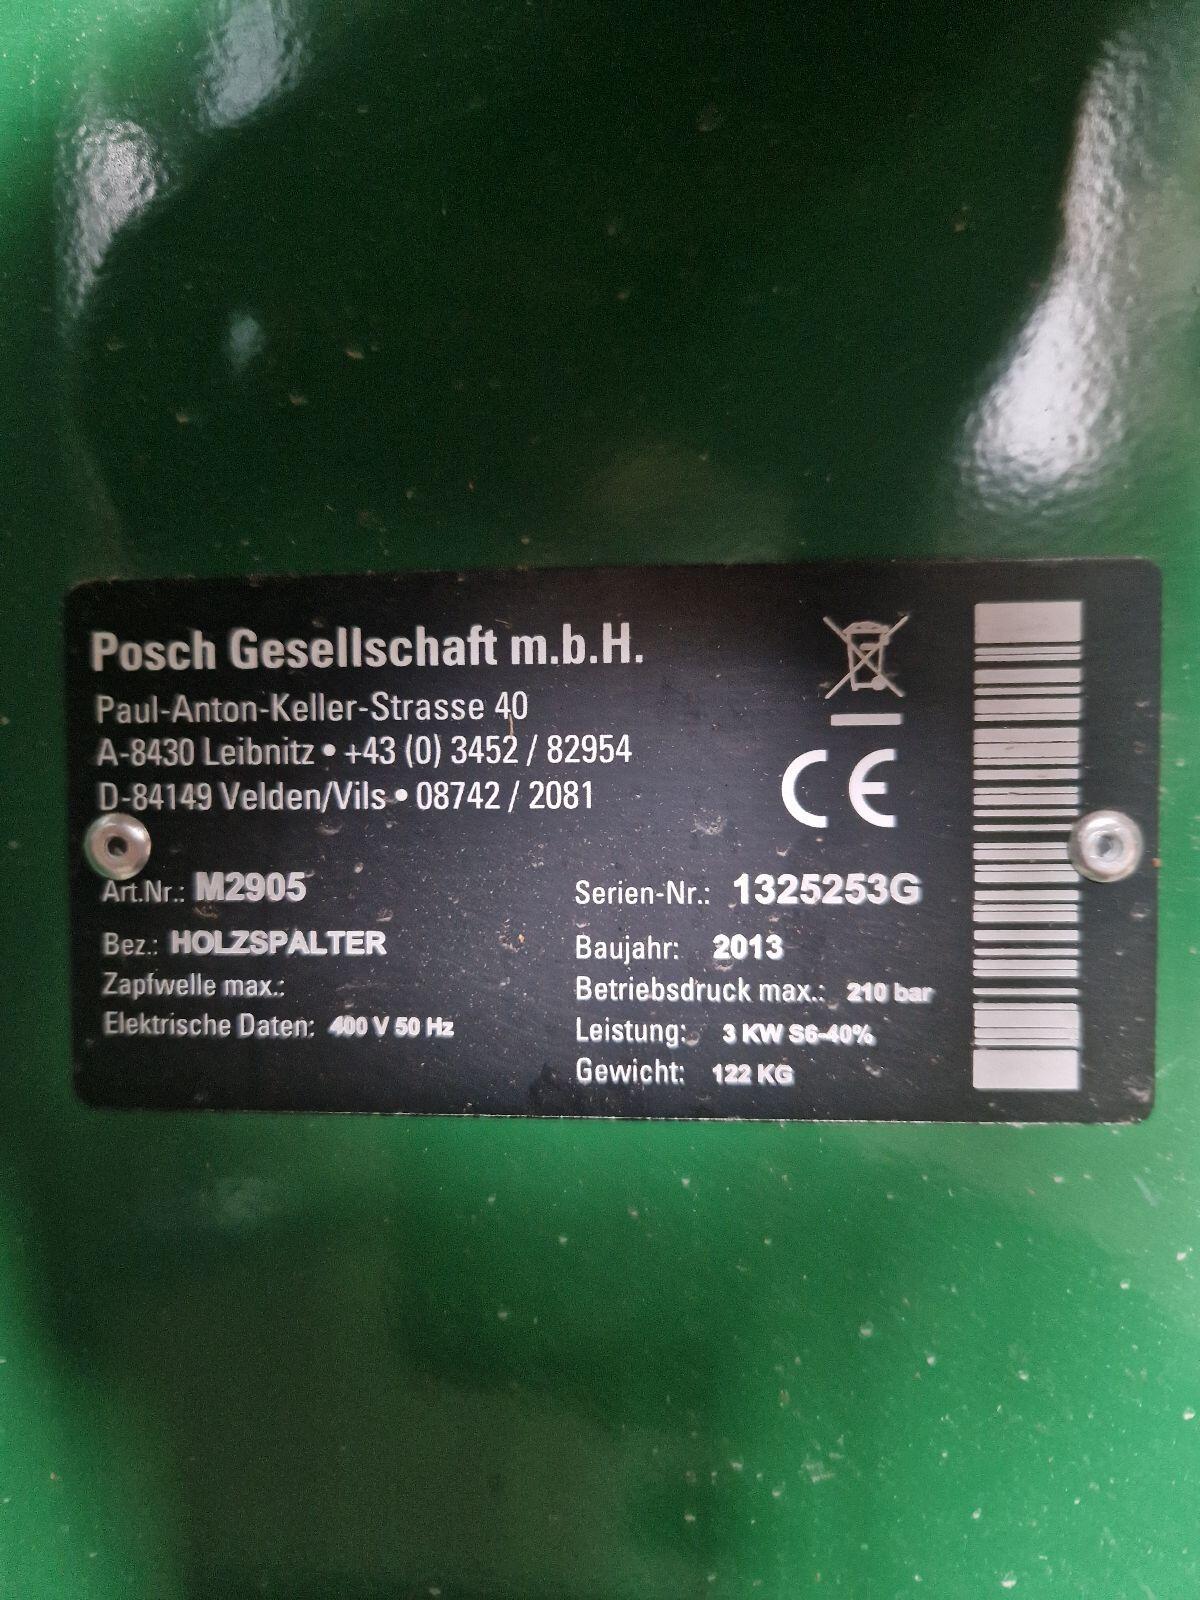 Posch Gesellschaft m.b.H.
Paul-Anton-Keller-Strasse 40
A-8430 Leibnitz • +43 (0) 3452 / 82954
D-84149 Velden/Vils • 08742 / 2081
CE
Art.Nr.: M2905
Bez.: HOLZSPALTER
Zapfwelle max.:
Elektrische Daten: 400 V 50 Hz
Serien-Nr.: 1325253G
Baujahr: 2013
Betriebsdruck max.: 210 bar
Leistung: 3 KW S6-40%
Gewicht: 122 KG